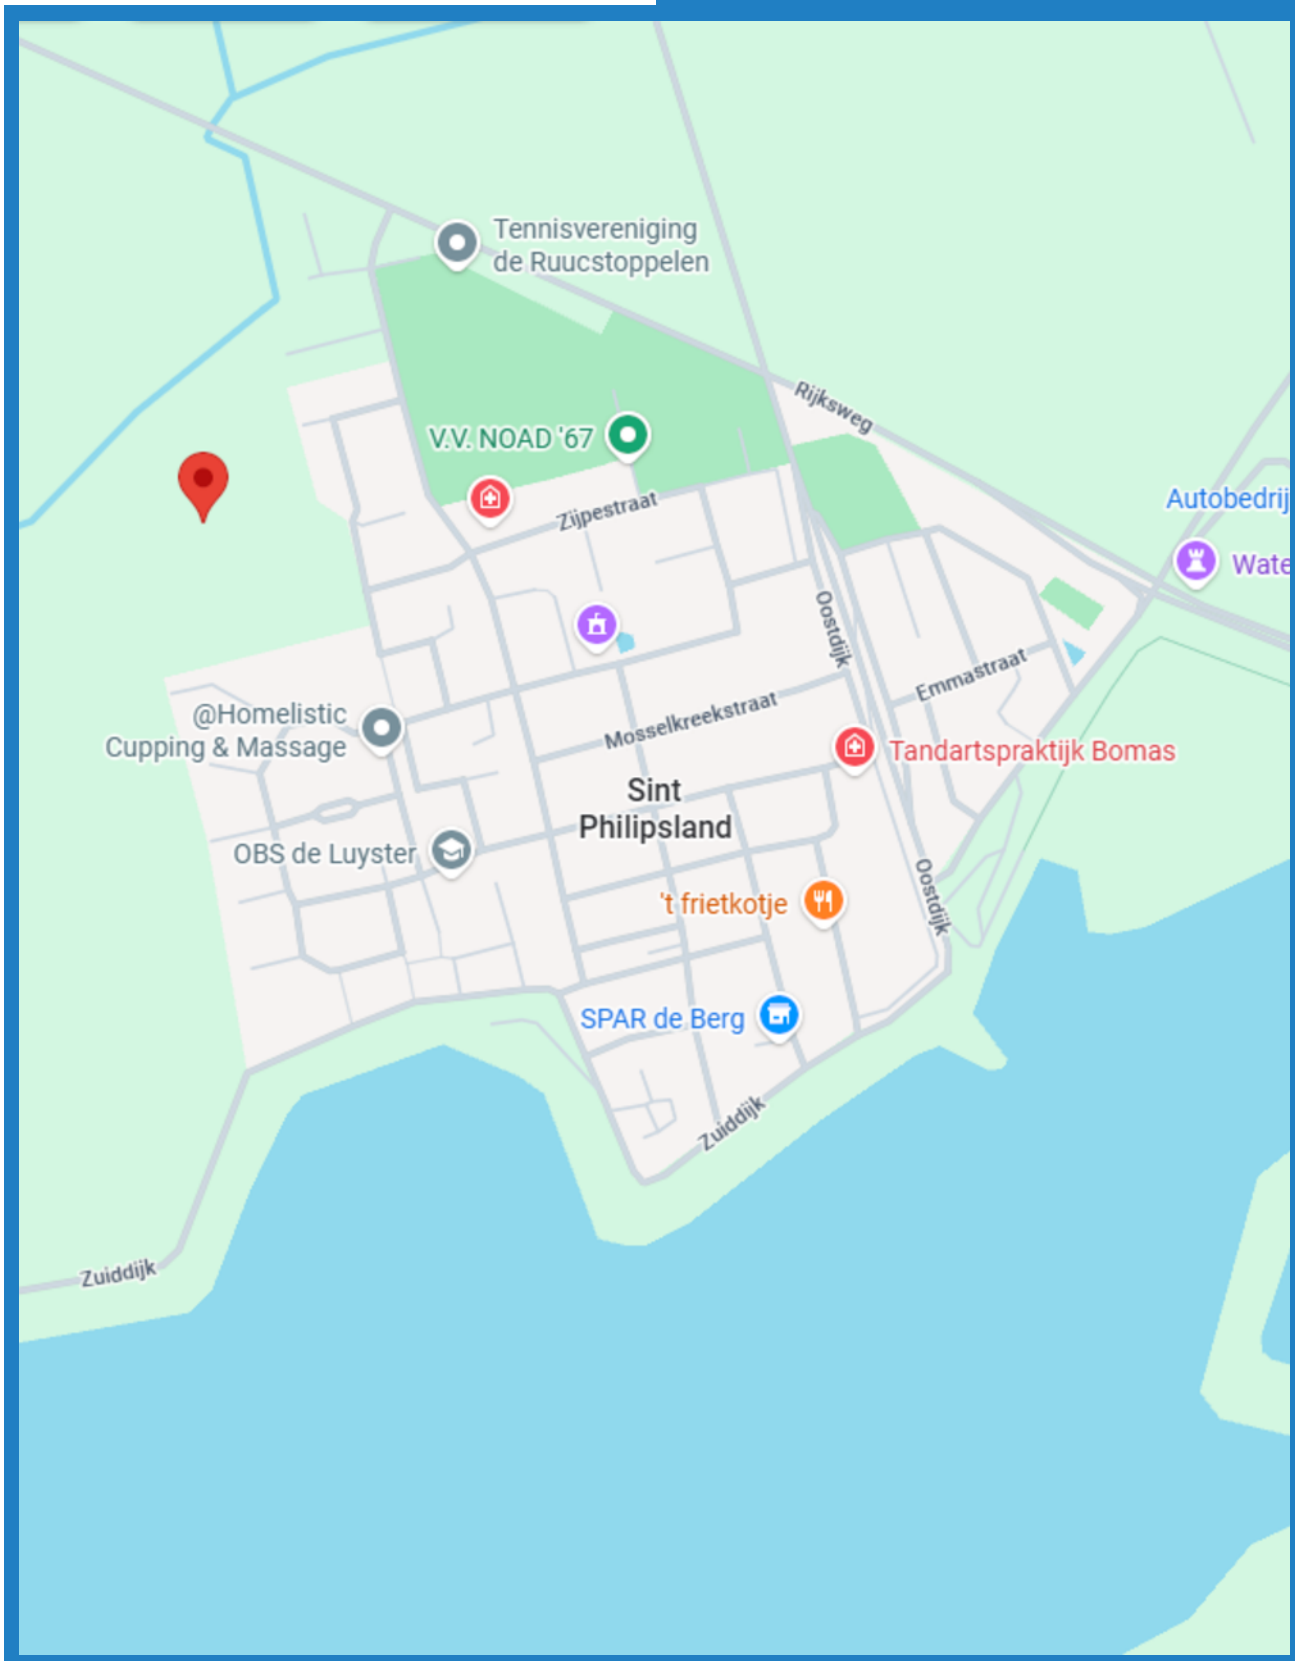 Tennisvereniging
de Ruucstoppelen
Rijksweg
V.V. NOAD '67
Zijpestraat
Autobedrij
Wate
Oostdijk
Emmastraat
@Homelistic
Cupping & Massage
Mosselkreekstraat
Tandartspraktijk Bomas
Sint
Philipsland
OBS de Luyster
't frietkotje
Oostdijk
SPAR de Berg
Zuiddijk
Zuiddijk